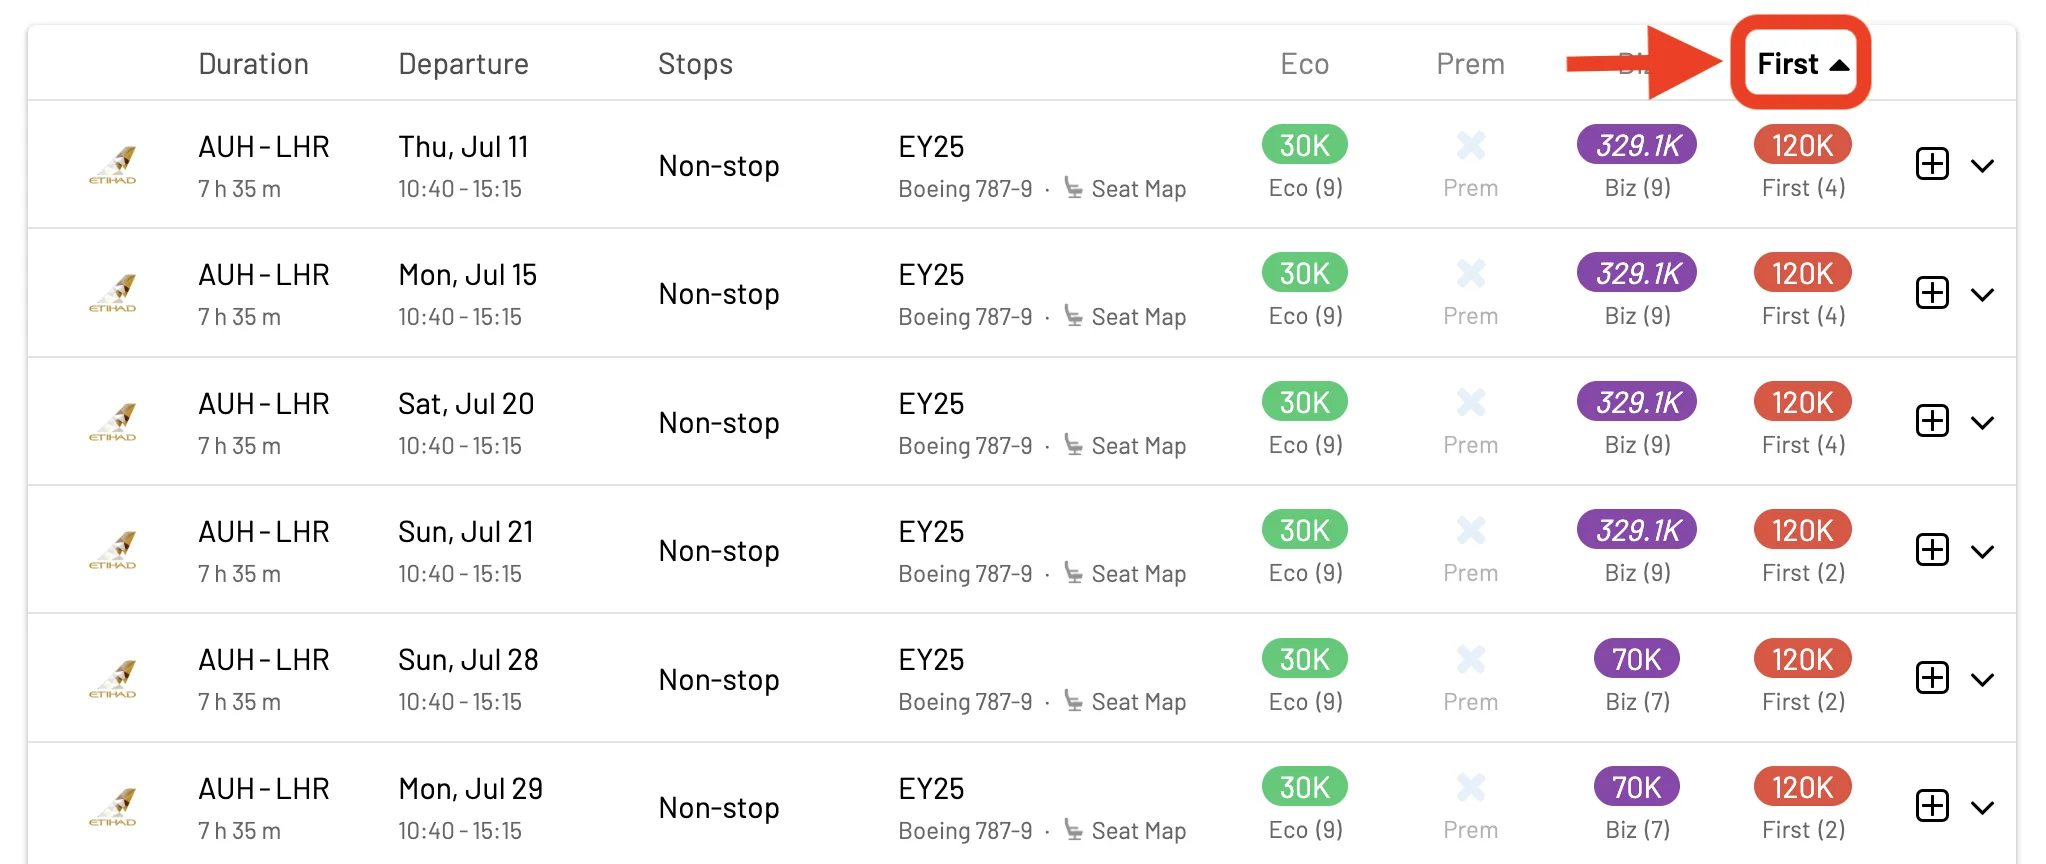 Duration Departure Stops Eco Prem First
AUH-LHR Thu, Jul 11 EY25 30K 329.1K 120K
Non-stop
ETIHAD 7 h 35 m 10:40-15:15 Boeing 787-9 · Seat Map Eco (9) Prem Biz (9) First (4)
AUH-LHR Mon, Jul 15 EY25 30K 329.1K 120K
Non-stop
ETIHAD 7 h 35 m 10:40-15:15 Boeing 787-9 · Seat Map Eco (9) Prem Biz (9) First (4)
AUH-LHR Sat, Jul 20 EY25 30K 329.1K 120K
Non-stop
ETIHAD 7 h 35 m 10:40-15:15 Boeing 787-9 · Seat Map Eco (9) Prem Biz (9) First (4)
AUH-LHR Sun, Jul 21 EY25 30K 329.1K 120K
Non-stop
ETIHAD 7 h 35 m 10:40-15:15 Boeing 787-9 · Seat Map Eco (9) Prem Biz (9) First (2)
AUH-LHR Sun, Jul 28 EY25 30K 70K 120K
Non-stop
ETIHAD 7 h 35 m 10:40-15:15 Boeing 787-9 · Seat Map Eco (9) Prem Biz (7) First (2)
AUH-LHR Mon, Jul 29 EY25 30K 70K 120K
Non-stop
ETIHAD 7 h 35 m 10:40-15:15 Boeing 787-9 · Seat Map Eco (9) Prem Biz (7) First (2)